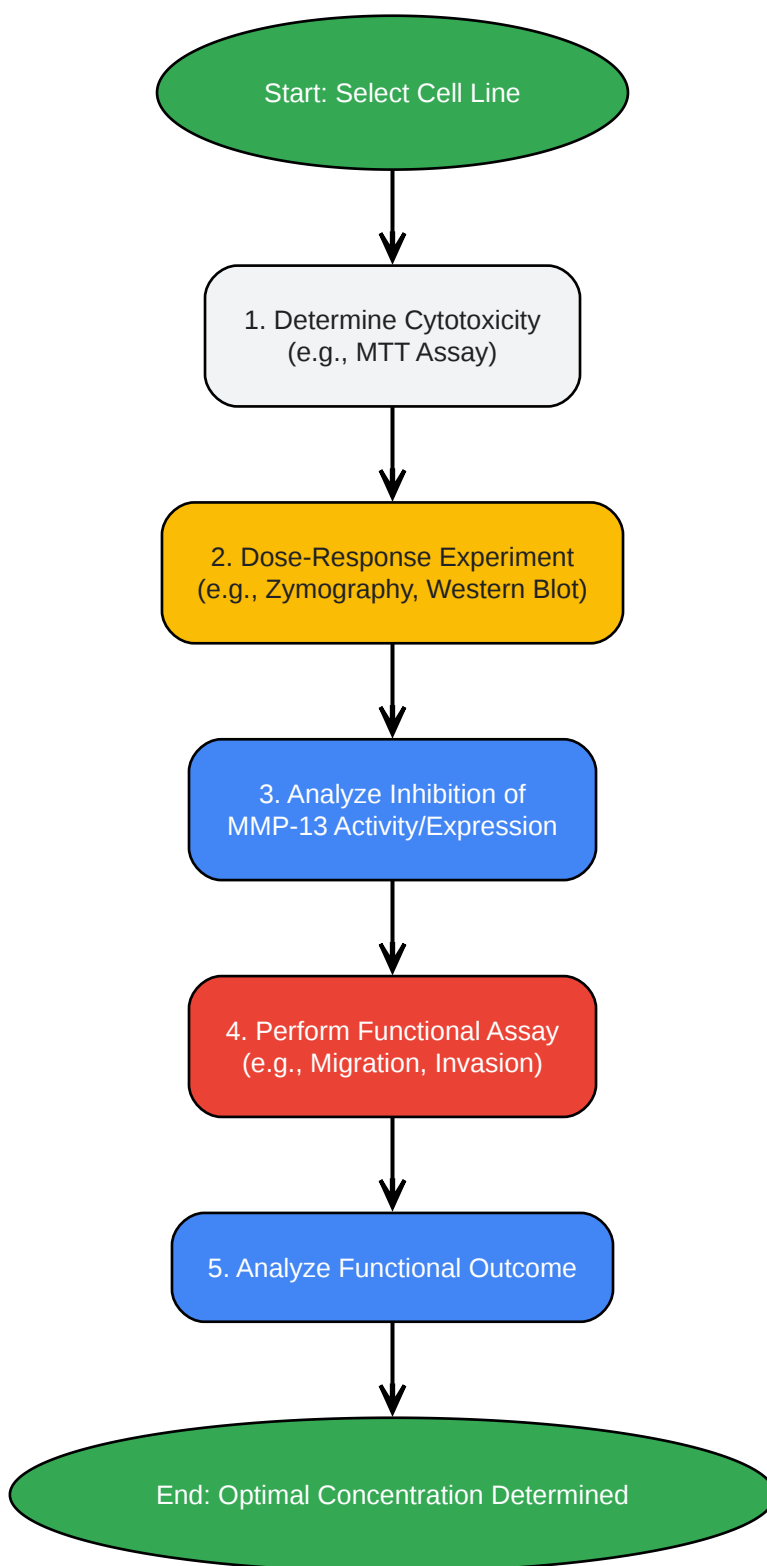 Start: Select Cell Line
1. Determine Cytotoxicity
(e.g., MTT Assay)
2. Dose-Response Experiment
(e.g., Zymography, Western Blot)
3. Analyze Inhibition of
MMP-13 Activity/Expression
4. Perform Functional Assay
(e.g., Migration, Invasion)
5. Analyze Functional Outcome
End: Optimal Concentration Determined